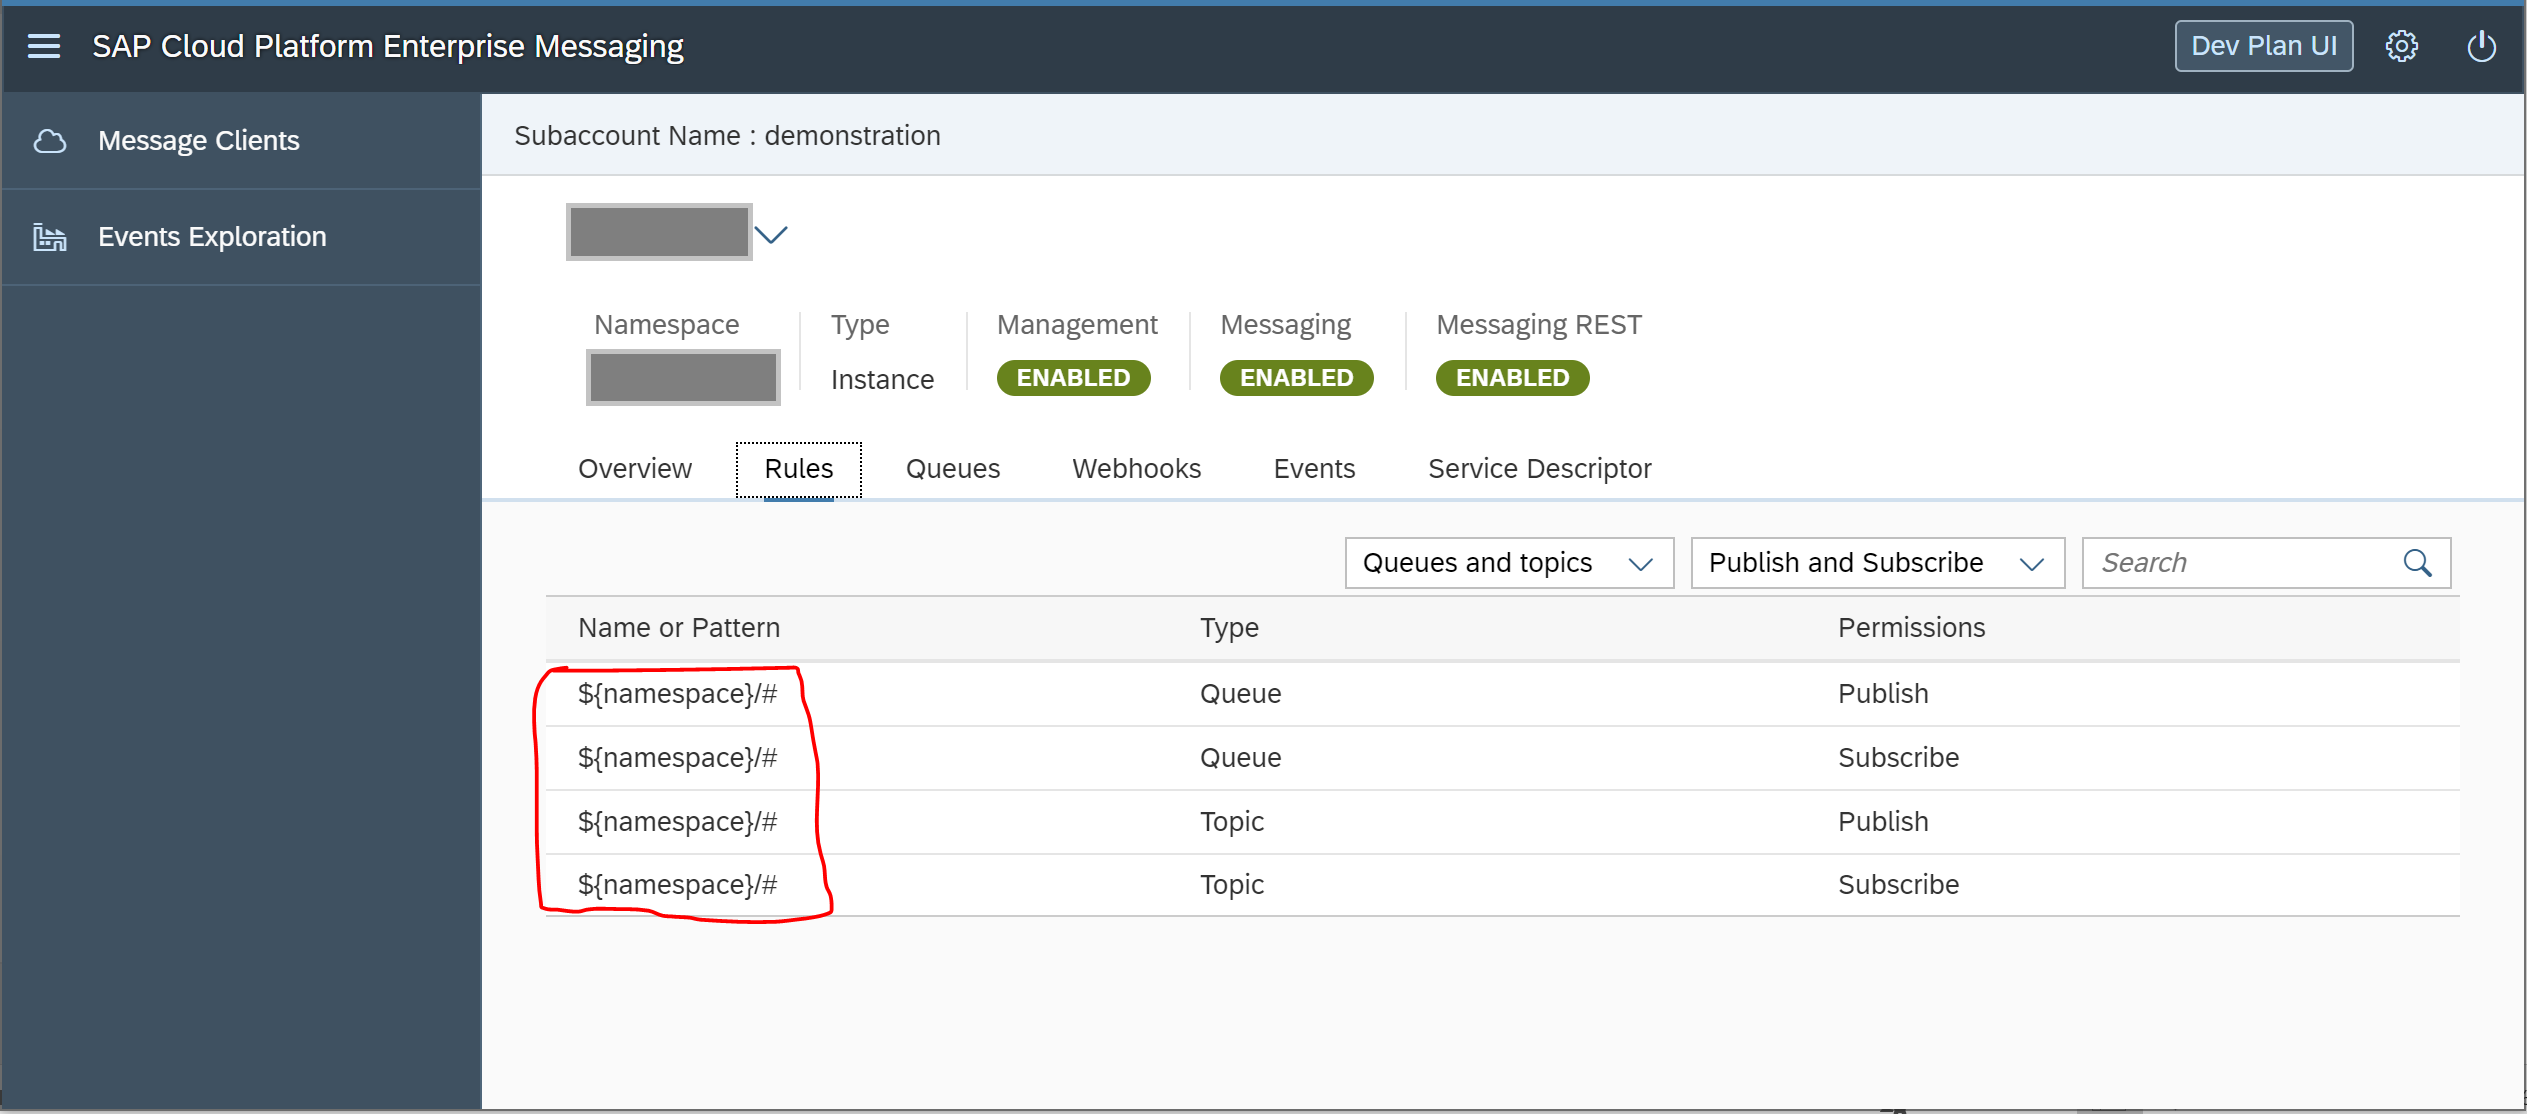 SAP Cloud Platform Enterprise Messaging
Dev Plan UI
Message Clients
Events Exploration
Subaccount Name : demonstration
Namespace Type Management Messaging Messaging REST
Instance ENABLED ENABLED ENABLED
Overview Rules Queues Webhooks Events Service Descriptor
Queues and topics Publish and Subscribe Search
Name or Pattern Type Permissions
${namespace}/# Queue Publish
${namespace}/# Queue Subscribe
${namespace}/# Topic Publish
${namespace}/# Topic Subscribe